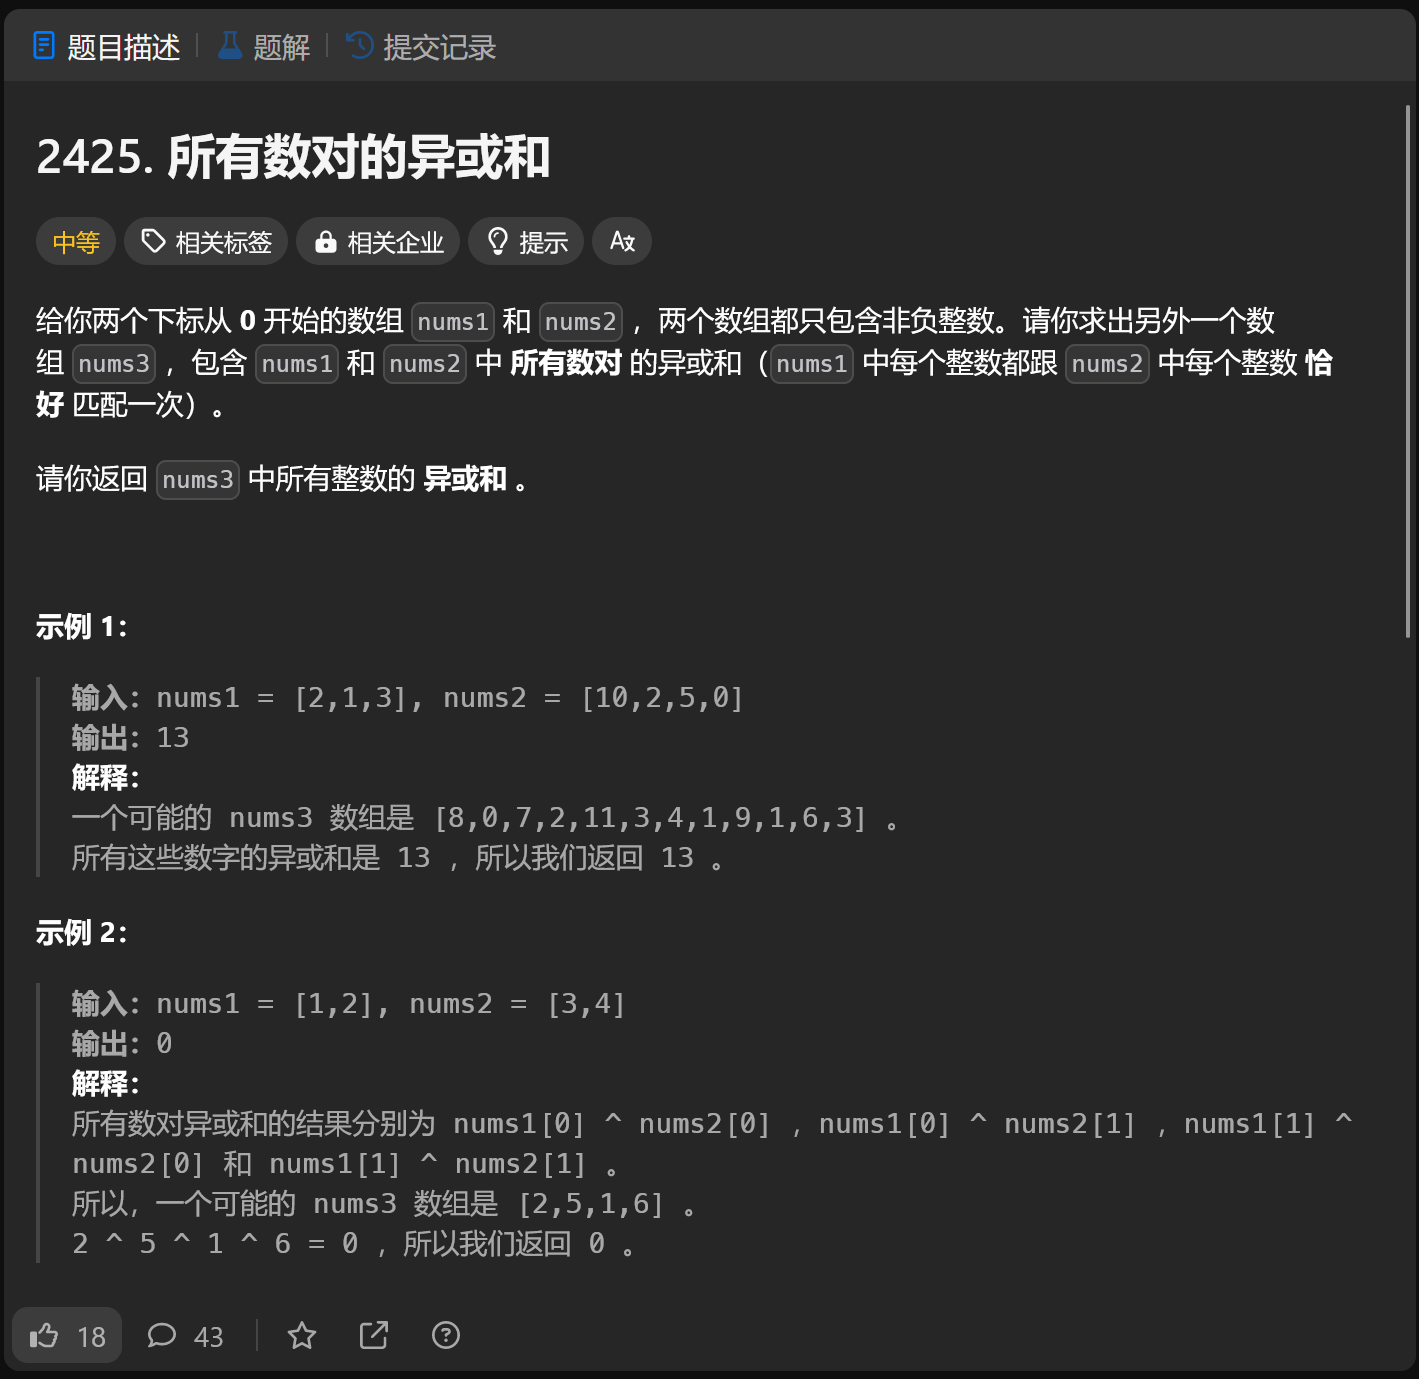 题目描述 | 题解 | 提交记录
2425. 所有数对的异或和
中等 相关标签 相关企业 提示 A文
给你两个下标从 0 开始的数组 nums1 和 nums2 ，两个数组都只包含非负整数。请你求出另外一个数
组 nums3 ，包含 nums1 和 nums2 中 所有数对 的异或和（nums1 中每个整数都跟 nums2 中每个整数 恰
好 匹配一次）。
请你返回 nums3 中所有整数的 异或和 。
示例 1：
输入：nums1 = [2,1,3], nums2 = [10,2,5,0]
输出：13
解释：
一个可能的 nums3 数组是 [8,0,7,2,11,3,4,1,9,1,6,3] 。
所有这些数字的异或和是 13 ，所以我们返回 13 。
示例 2：
输入：nums1 = [1,2], nums2 = [3,4]
输出：0
解释：
所有数对异或和的结果分别为 nums1[0] ^ nums2[0] ，nums1[0] ^ nums2[1] ，nums1[1] ^
nums2[0] 和 nums1[1] ^ nums2[1] 。
所以，一个可能的 nums3 数组是 [2,5,1,6] 。
2 ^ 5 ^ 1 ^ 6 = 0 ，所以我们返回 0 。
18 43